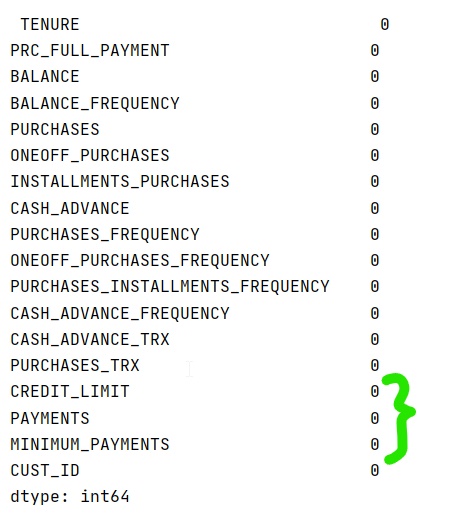 TENURE 0
PRC_FULL_PAYMENT 0
BALANCE 0
BALANCE_FREQUENCY 0
PURCHASES 0
ONEOFF_PURCHASES 0
INSTALLMENTS_PURCHASES 0
CASH_ADVANCE 0
PURCHASES_FREQUENCY 0
ONEOFF_PURCHASES_FREQUENCY 0
PURCHASES_INSTALLMENTS_FREQUENCY 0
CASH_ADVANCE_FREQUENCY 0
CASH_ADVANCE_TRX 0
PURCHASES_TRX 0
CREDIT_LIMIT 0
PAYMENTS 0
MINIMUM_PAYMENTS 0
CUST_ID 0
dtype: int64